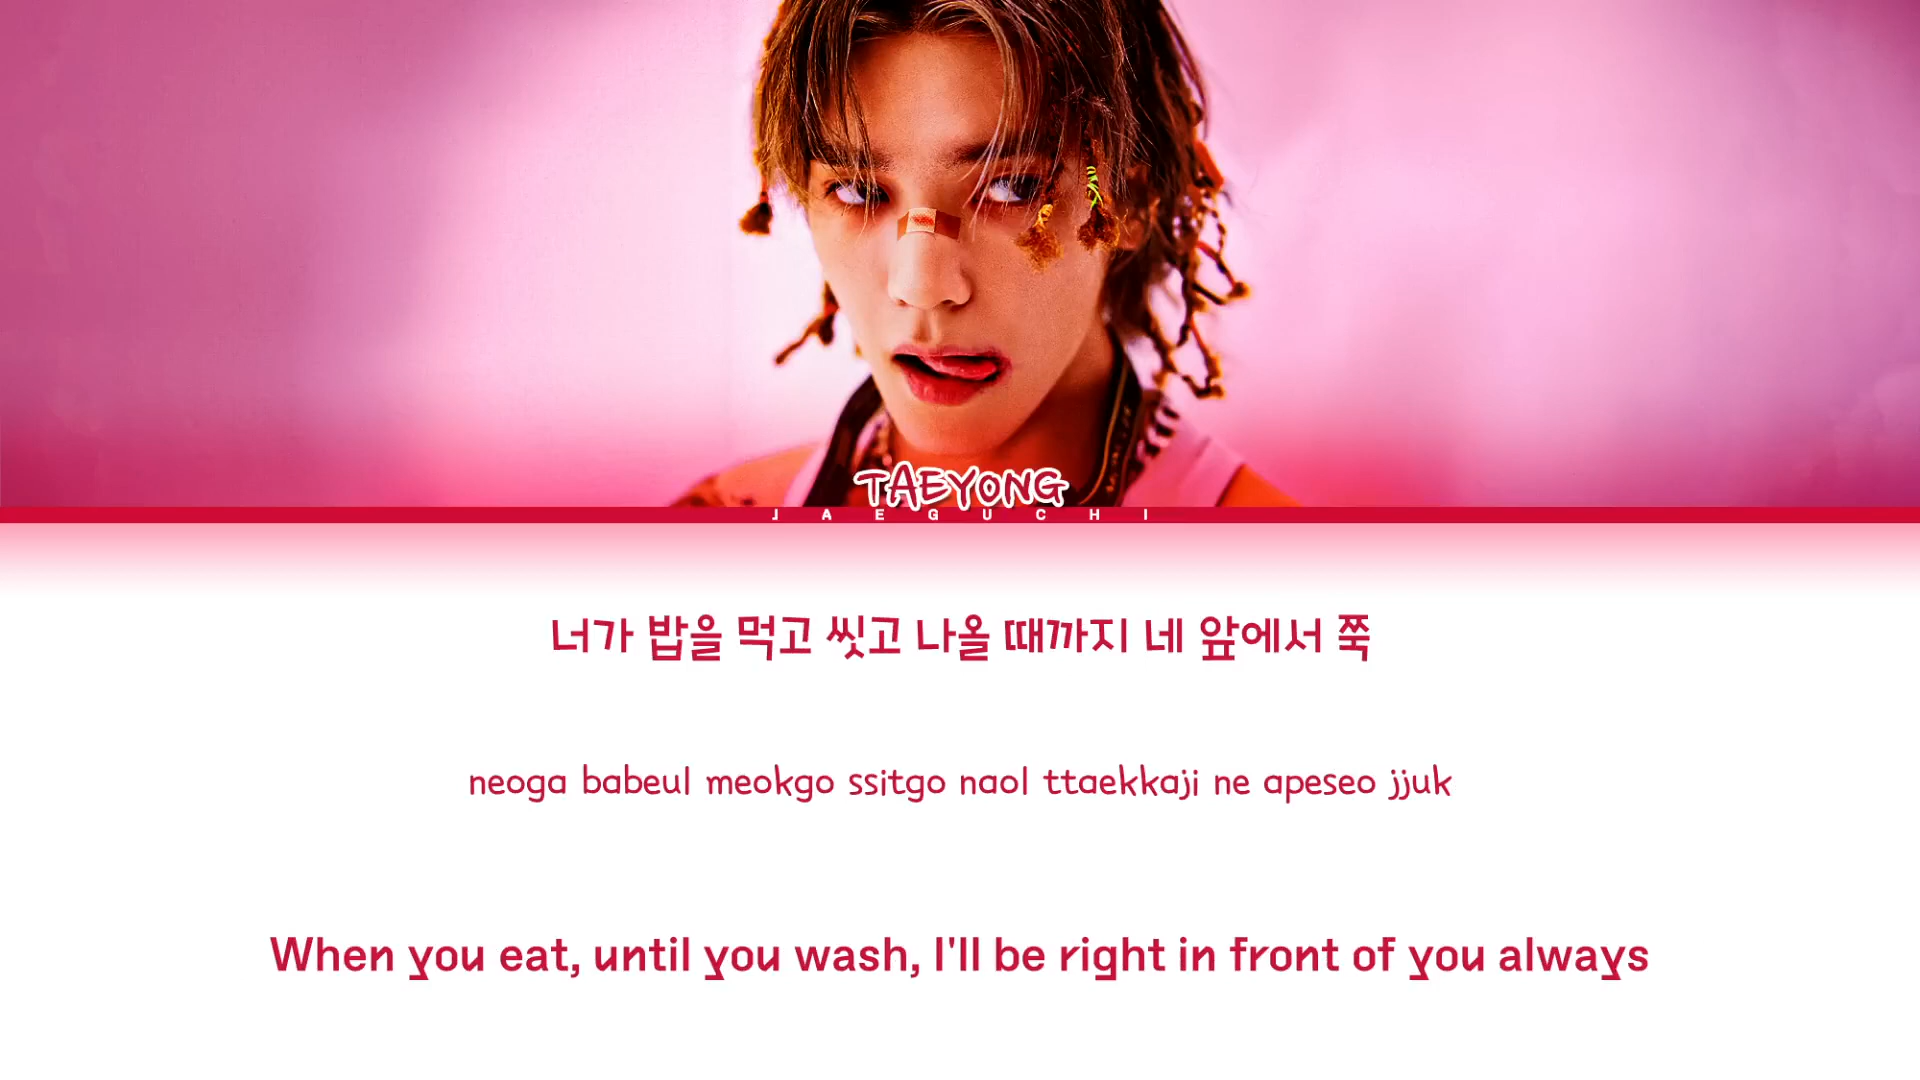 TAEYONG
JAEGUCHI
너가 밥을 먹고 씻고 나올 때까지 네 앞에서 쭉
neoga babeul meokgo ssitgo naol ttaekkaji ne apeseo jjuk
When you eat, until you wash, I'll be right in front of you always